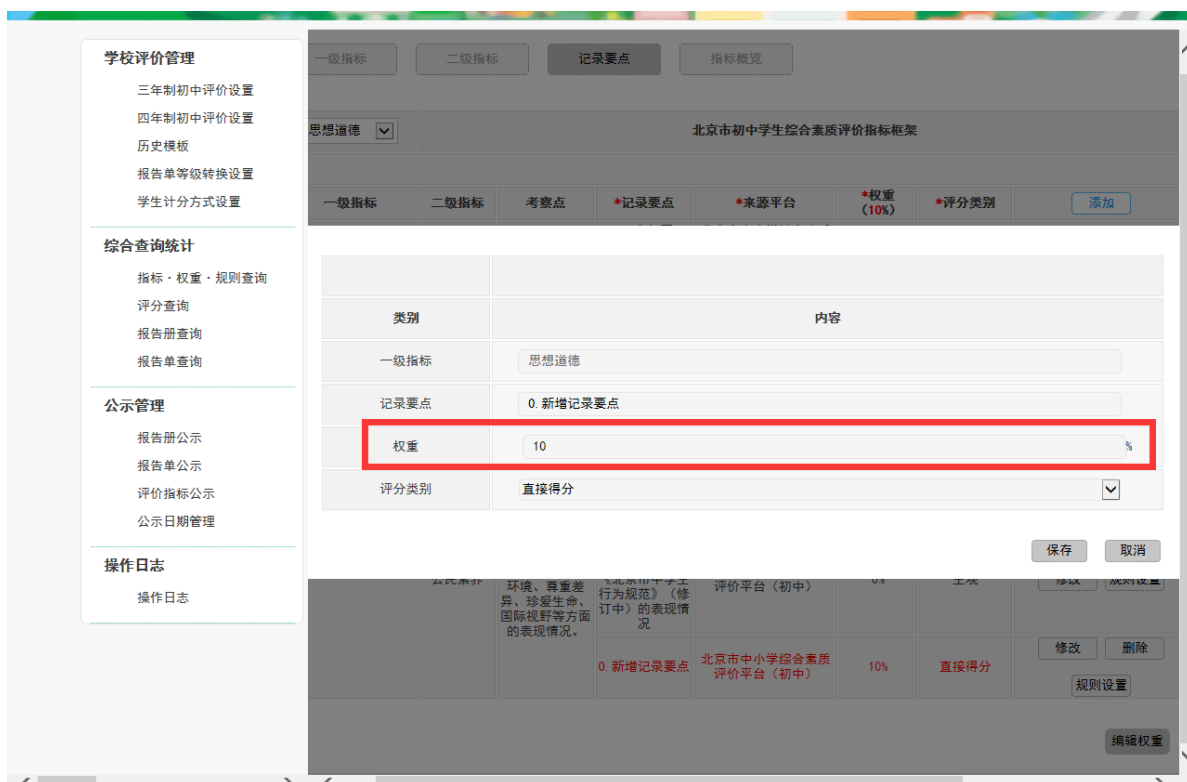 学校评价管理
三年制初中评价设置
四年制初中评价设置
历史模板
报告单等级转换设置
学生计分方式设置
综合查询统计
指标・权重・规则查询
评分查询
报告册查询
报告单查询
公示管理
报告册公示
报告单公示
评价指标公示
公示日期管理
操作日志
操作日志
一级指标 二级指标 记录要点 指标概览
思想道德 北京市初中学生综合素质评价指标框架
一级指标 二级指标 考察点 *记录要点 *来源平台 *权重 *评分类别 添加
(10%)
类别 内容
一级指标 思想道德
记录要点 0. 新增记录要点
权重 10 %
评分类别 直接得分
保存 取消
公民素养 环境、尊重差 《北京市中学生 评价平台（初中） 0% 主观 修改 规则设置
异、珍爱生命、 行为规范》（修
国际视野等方面 订中）的表现情
的表现情况。 况
0. 新增记录要点 北京市中小学综合素质 10% 直接得分 修改 删除
评价平台（初中）
规则设置
编辑权重